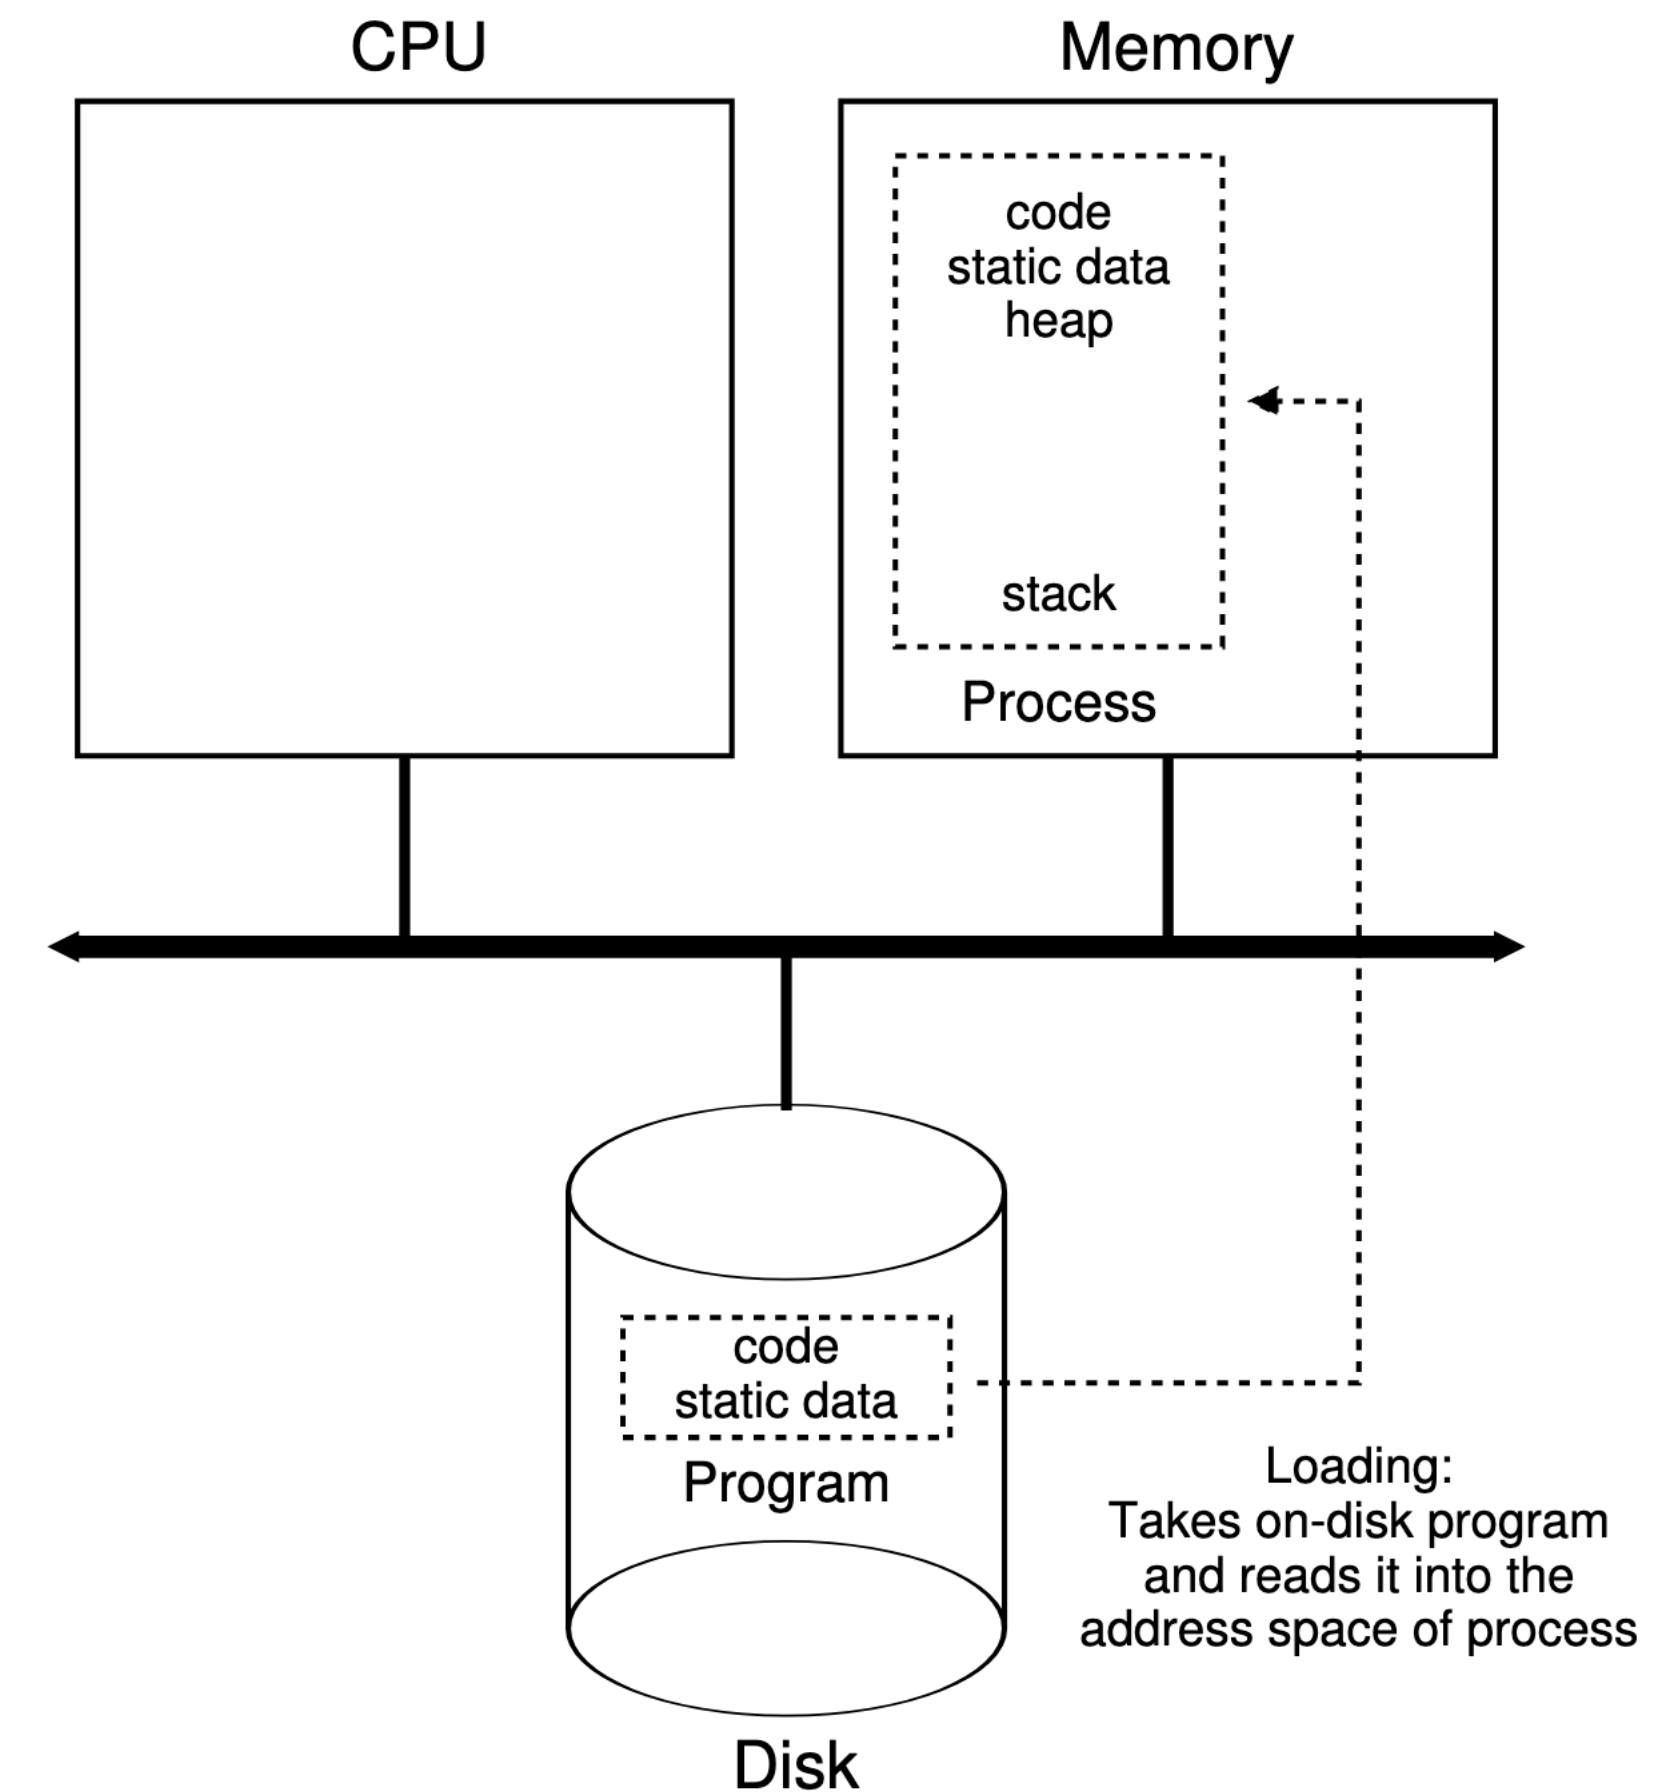 CPU
Memory
code
static data
heap
stack
Process
code
static data
Program
Loading:
Takes on-disk program
and reads it into the
address space of process
Disk